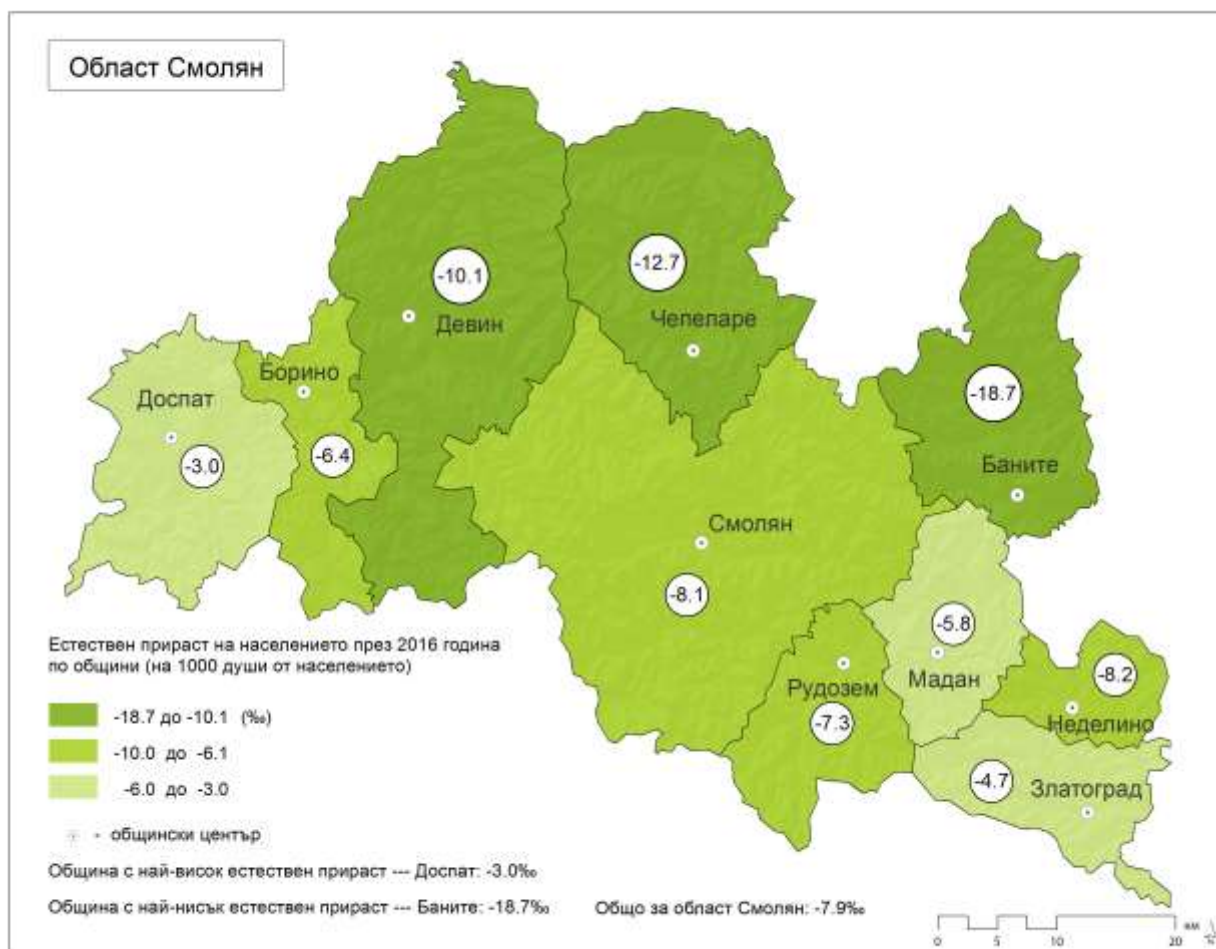 Област Смолян
-10.1
Девин
-12.7
Чепеларе
Борино
-6.4
Доспат
-3.0
-18.7
Баните
Смолян
-8.1
-5.8
Мадан
Рудозем
-7.3
-8.2
Неделино
-4.7
Златоград
Естествен прираст на населението през 2016 година
по общини (на 1000 души от населението)
-18.7 до -10.1 (‰)
-10.0 до -6.1
-6.0 до -3.0
- общински център
Община с най-висок естествен прираст --- Доспат: -3.0‰
Община с най-нисък естествен прираст --- Баните: -18.7‰
Общо за област Смолян: -7.9‰
км
0 5 10 20